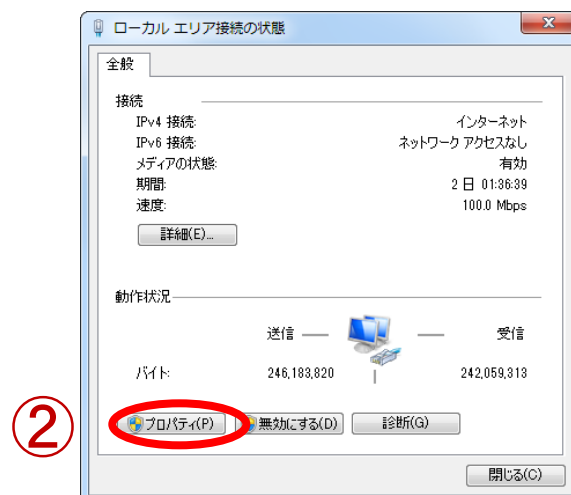 ローカル エリア接続の状態
全般
接続
IPv4 接続: インターネット
IPv6 接続: ネットワーク アクセスなし
メディアの状態: 有効
期間: 2 日 01:36:39
速度: 100.0 Mbps
詳細(E)...
動作状況
送信 受信
バイト: 246,183,820 242,059,313
② プロパティ(P) 無効にする(D) 診断(G)
閉じる(C)